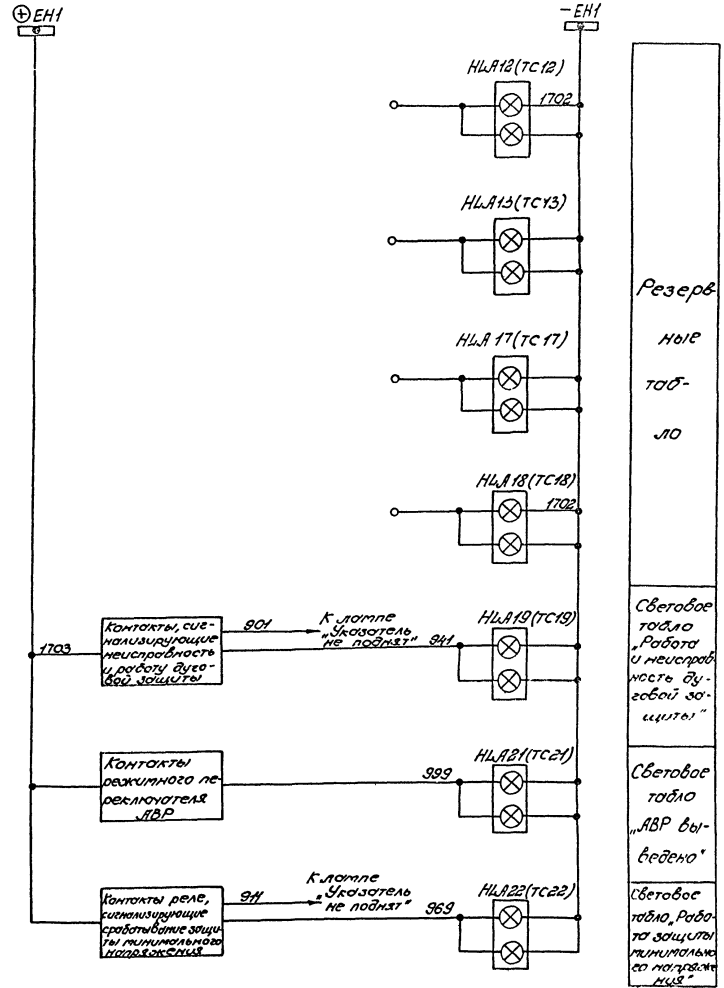 ⊕ EH1
− EH1
HLA12(TC12)
1702
HLA13(TC13)
HLA17(TC17)
HLA18(TC18)
1702
Резерв-
ные
таб-
ло
1703
Контакты, сиг-
нализирующие
неисправность
и работу дуго-
вой защиты
901
К лампе
„Указатель
не поднят"
941
HLA19(TC19)
Световое
табло
„Работа
и неисправ-
ность ду-
говой за-
щиты"
Контакты
режимного пе-
реключателя
АВР
999
HLA21(TC21)
Световое
табло
„АВР вы-
ведено"
Контакты реле,
сигнализирующие
срабатывание защи-
ты минимального
напряжения
911
К лампе
„Указатель
не поднят"
969
HLA22(TC22)
Световое
табло „Рабо-
та защиты
минимально
го напряже
ния"